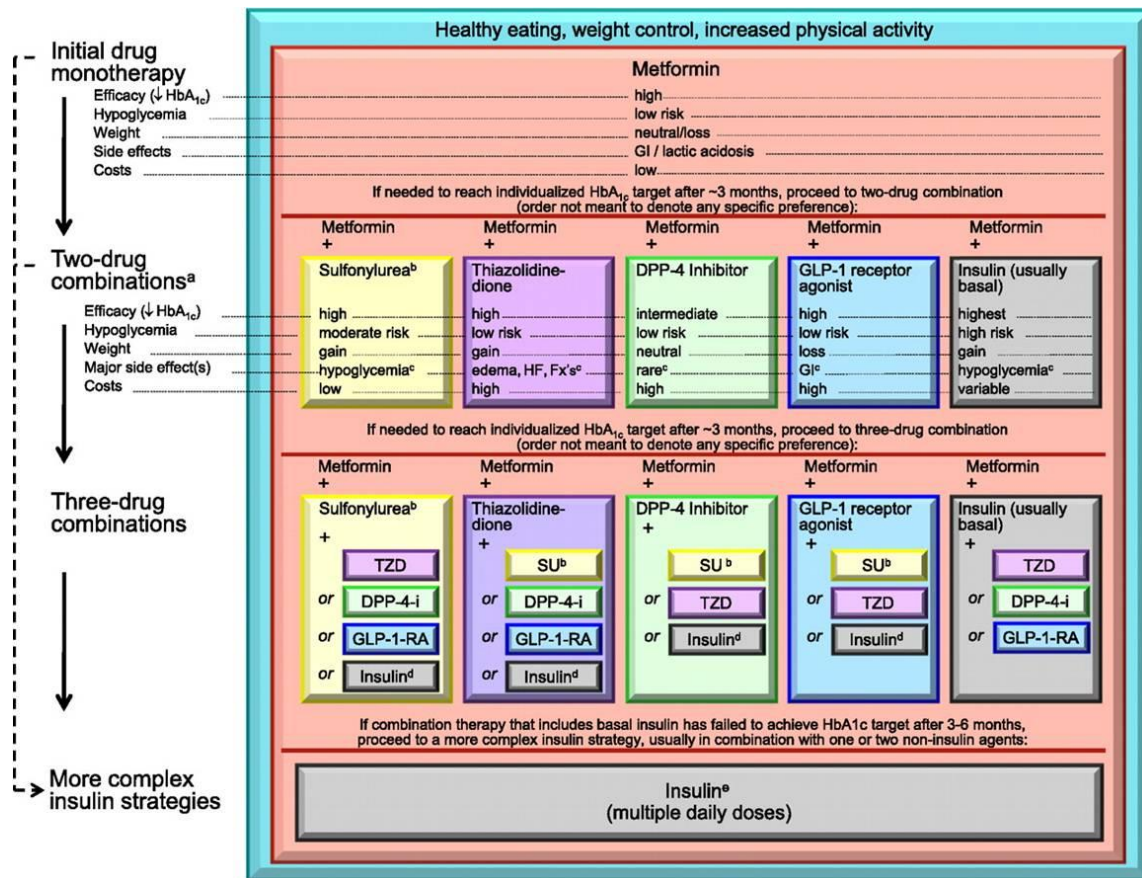 Healthy eating, weight control, increased physical activity
Initial drug
monotherapy
Metformin
Efficacy (↓ HbA1c) high
Hypoglycemia low risk
Weight neutral/loss
Side effects GI / lactic acidosis
Costs low
If needed to reach individualized HbA1c target after ~3 months, proceed to two-drug combination
(order not meant to denote any specific preference):
Metformin Metformin Metformin Metformin Metformin
+ + + + +
Two-drug
combinationsa
Sulfonylureab Thiazolidine- DPP-4 Inhibitor GLP-1 receptor Insulin (usually
dione agonist basal)
Efficacy (↓ HbA1c) high high intermediate high highest
Hypoglycemia moderate risk low risk low risk low risk high risk
Weight gain gain neutral loss gain
Major side effect(s) hypoglycemiac edema, HF, Fx's c rarec GIc hypoglycemiac
Costs low high high high variable
If needed to reach individualized HbA1c target after ~3 months, proceed to three-drug combination
(order not meant to denote any specific preference):
Metformin Metformin Metformin Metformin Metformin
+ + + + +
Three-drug
combinations
Sulfonylureab Thiazolidine- DPP-4 Inhibitor GLP-1 receptor Insulin (usually
dione agonist basal)
+ + + + +
TZD SUb SU b SUb TZD
or DPP-4-i or DPP-4-i or TZD or TZD or DPP-4-i
or GLP-1-RA or GLP-1-RA or Insulind or Insulind or GLP-1-RA
or Insulind or Insulind
If combination therapy that includes basal insulin has failed to achieve HbA1c target after 3-6 months,
proceed to a more complex insulin strategy, usually in combination with one or two non-insulin agents:
More complex
insulin strategies
Insuline
(multiple daily doses)